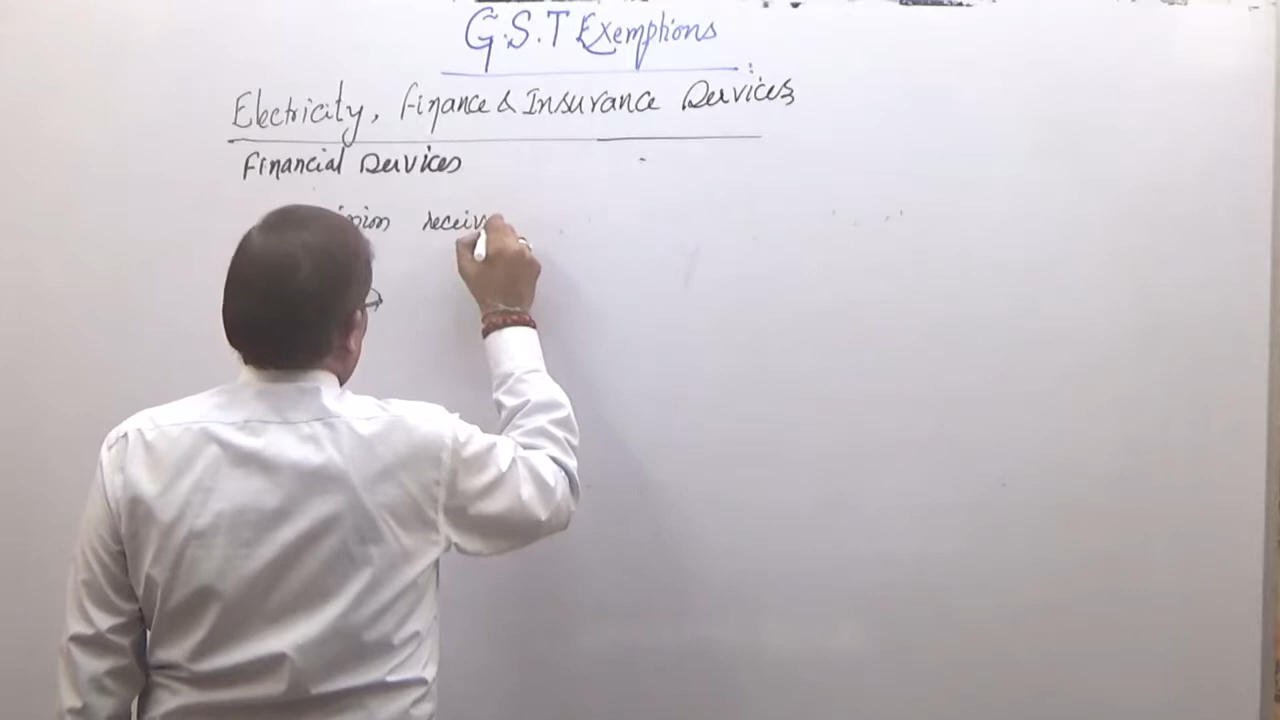 G.S.T Exemptions
Electricity, Finance & Insurance Services
Financial Services